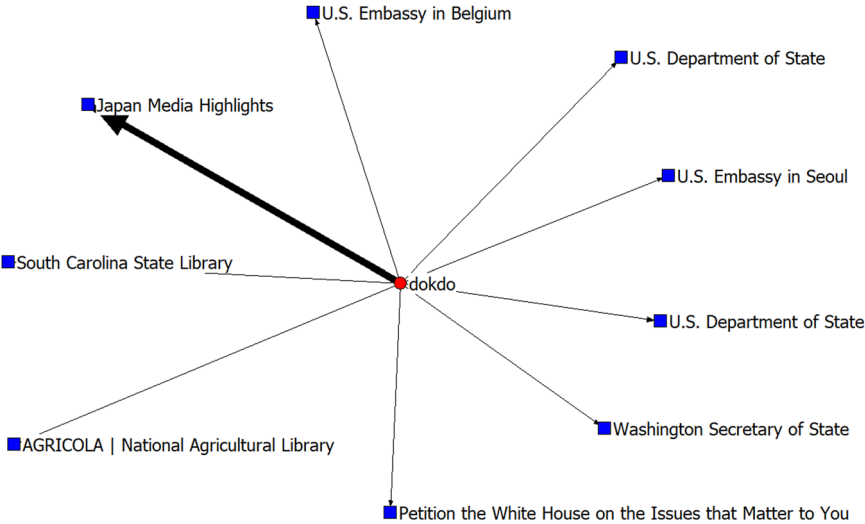 U.S. Embassy in Belgium
U.S. Department of State
Japan Media Highlights
U.S. Embassy in Seoul
South Carolina State Library
dokdo
U.S. Department of State
Washington Secretary of State
AGRICOLA | National Agricultural Library
Petition the White House on the Issues that Matter to You